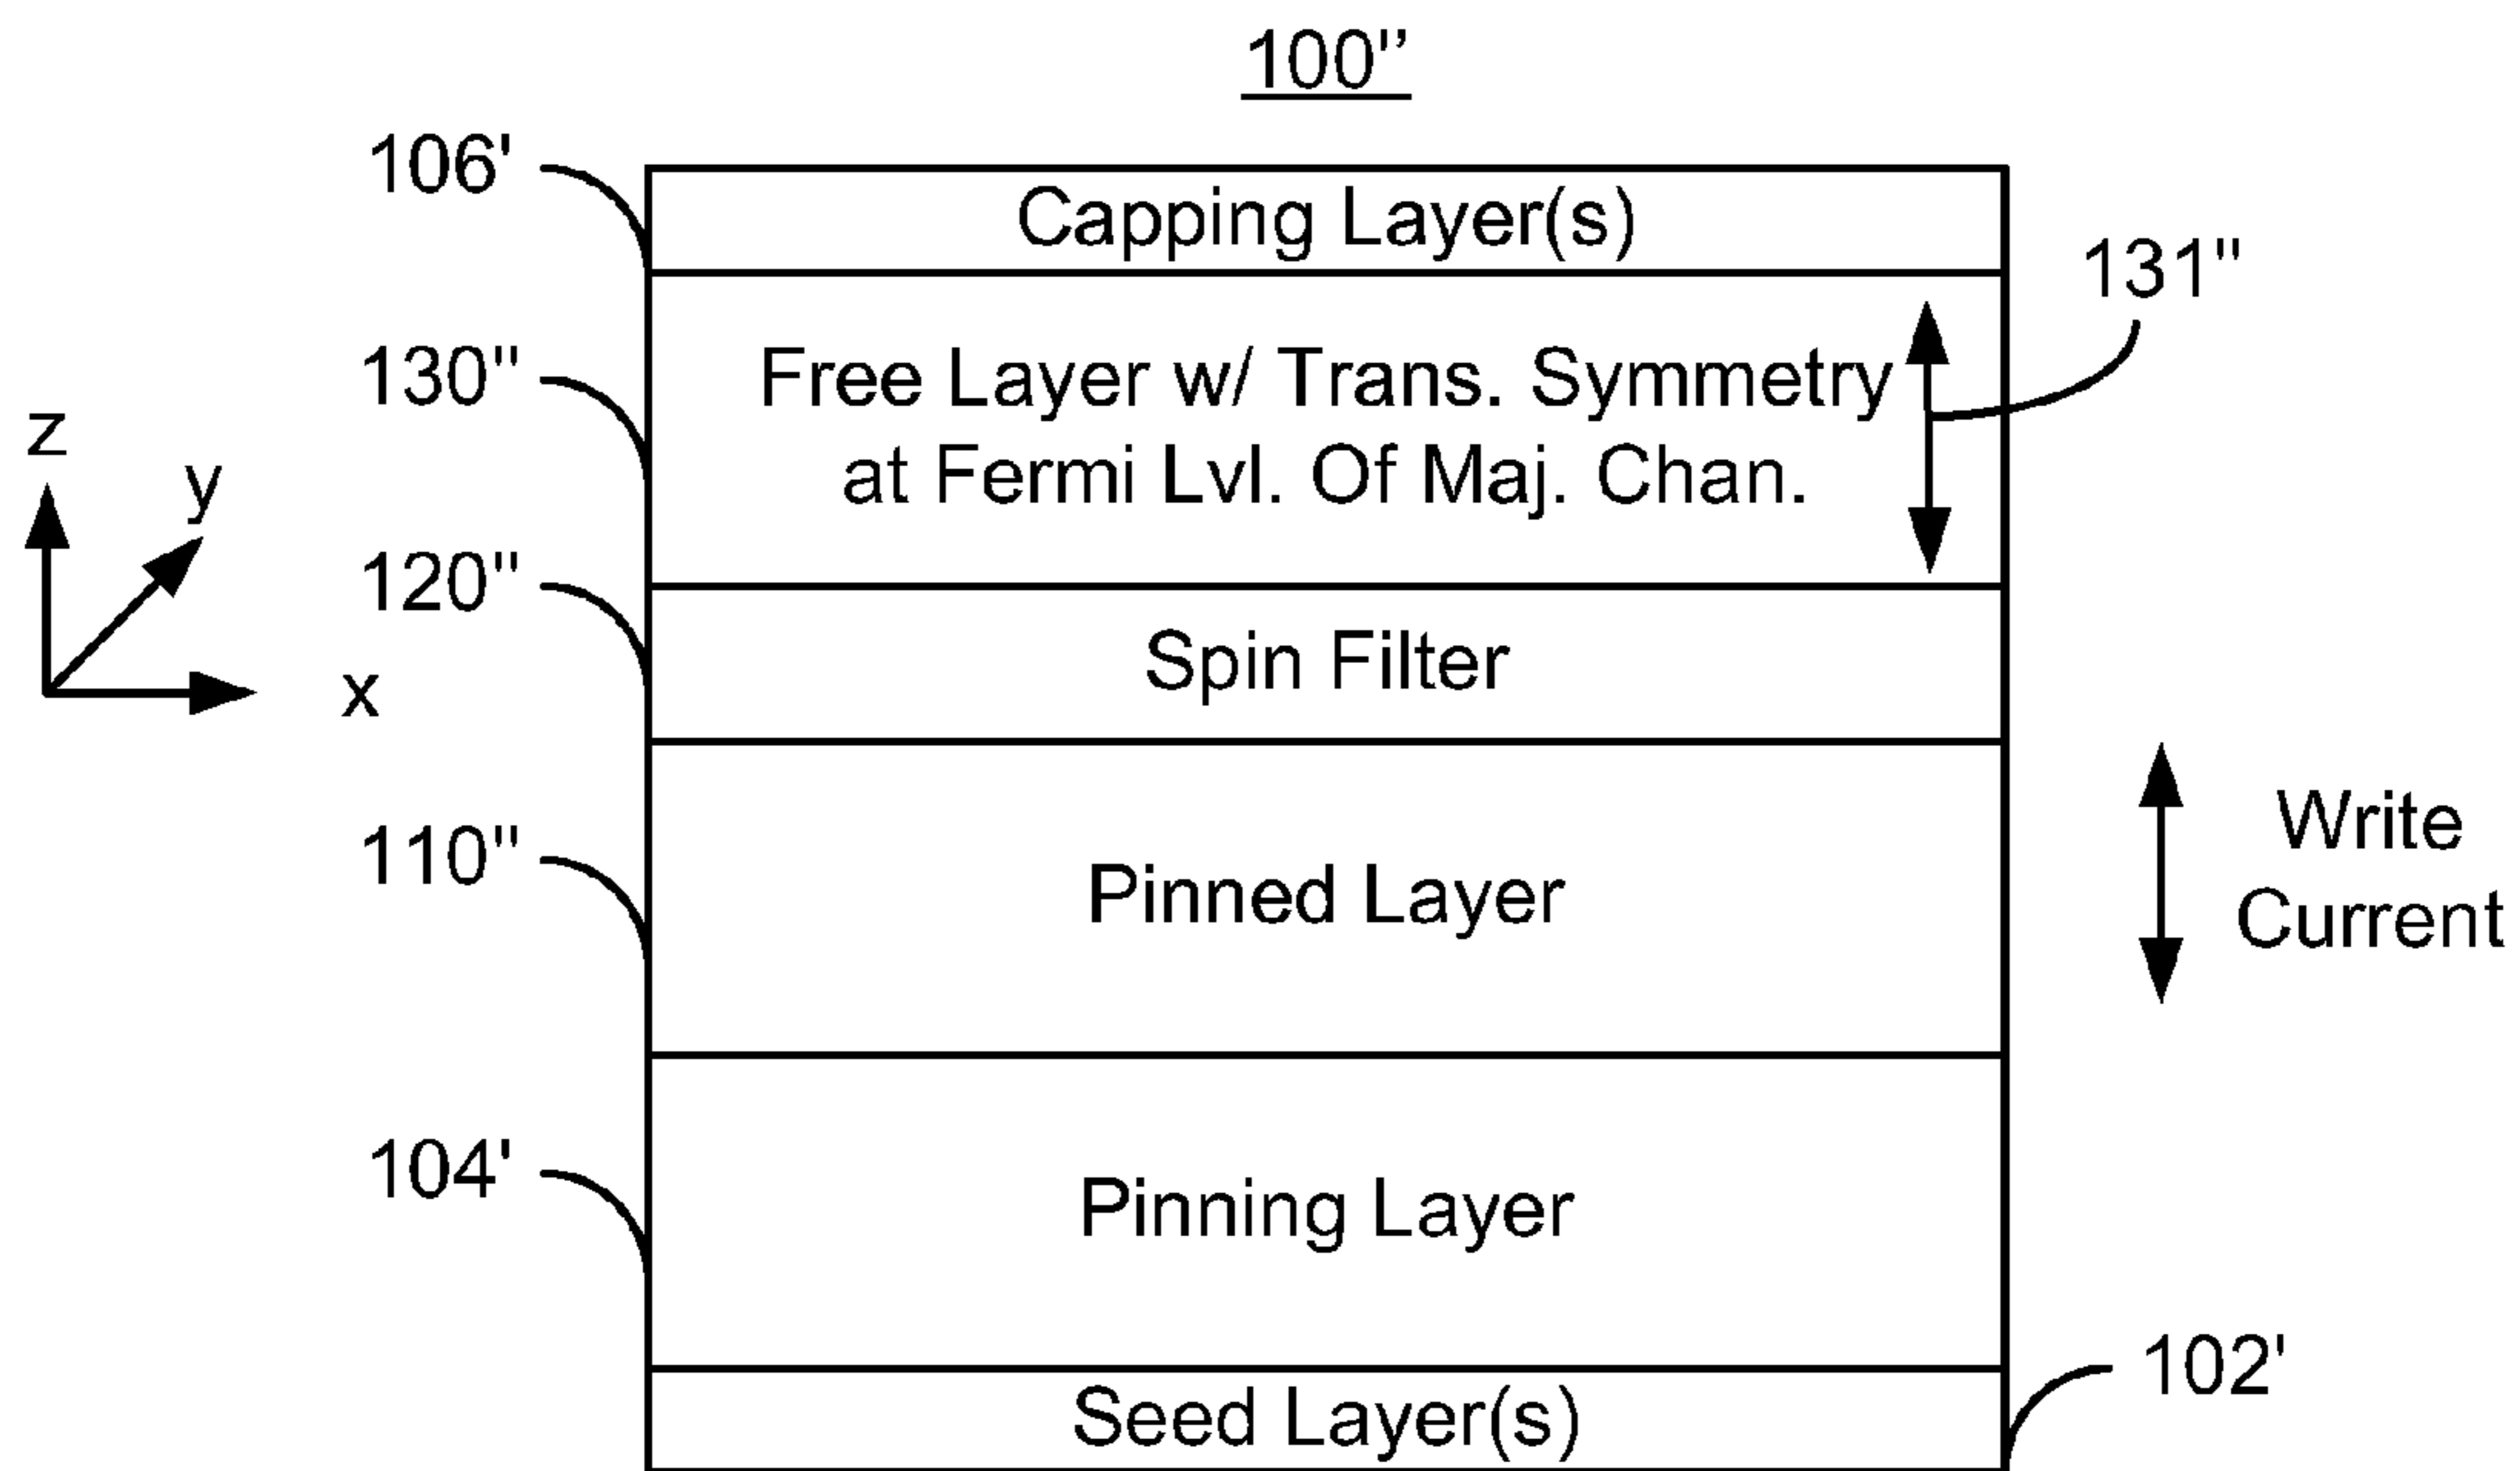 100'’
106'
Capping Layer(s)
131"
130"
Free Layer w/ Trans. Symmetry
at Fermi Lvl. Of Maj. Chan.
z
y
x
120"
Spin Filter
110"
Pinned Layer
Write
Current
104'
Pinning Layer
102'
Seed Layer(s)